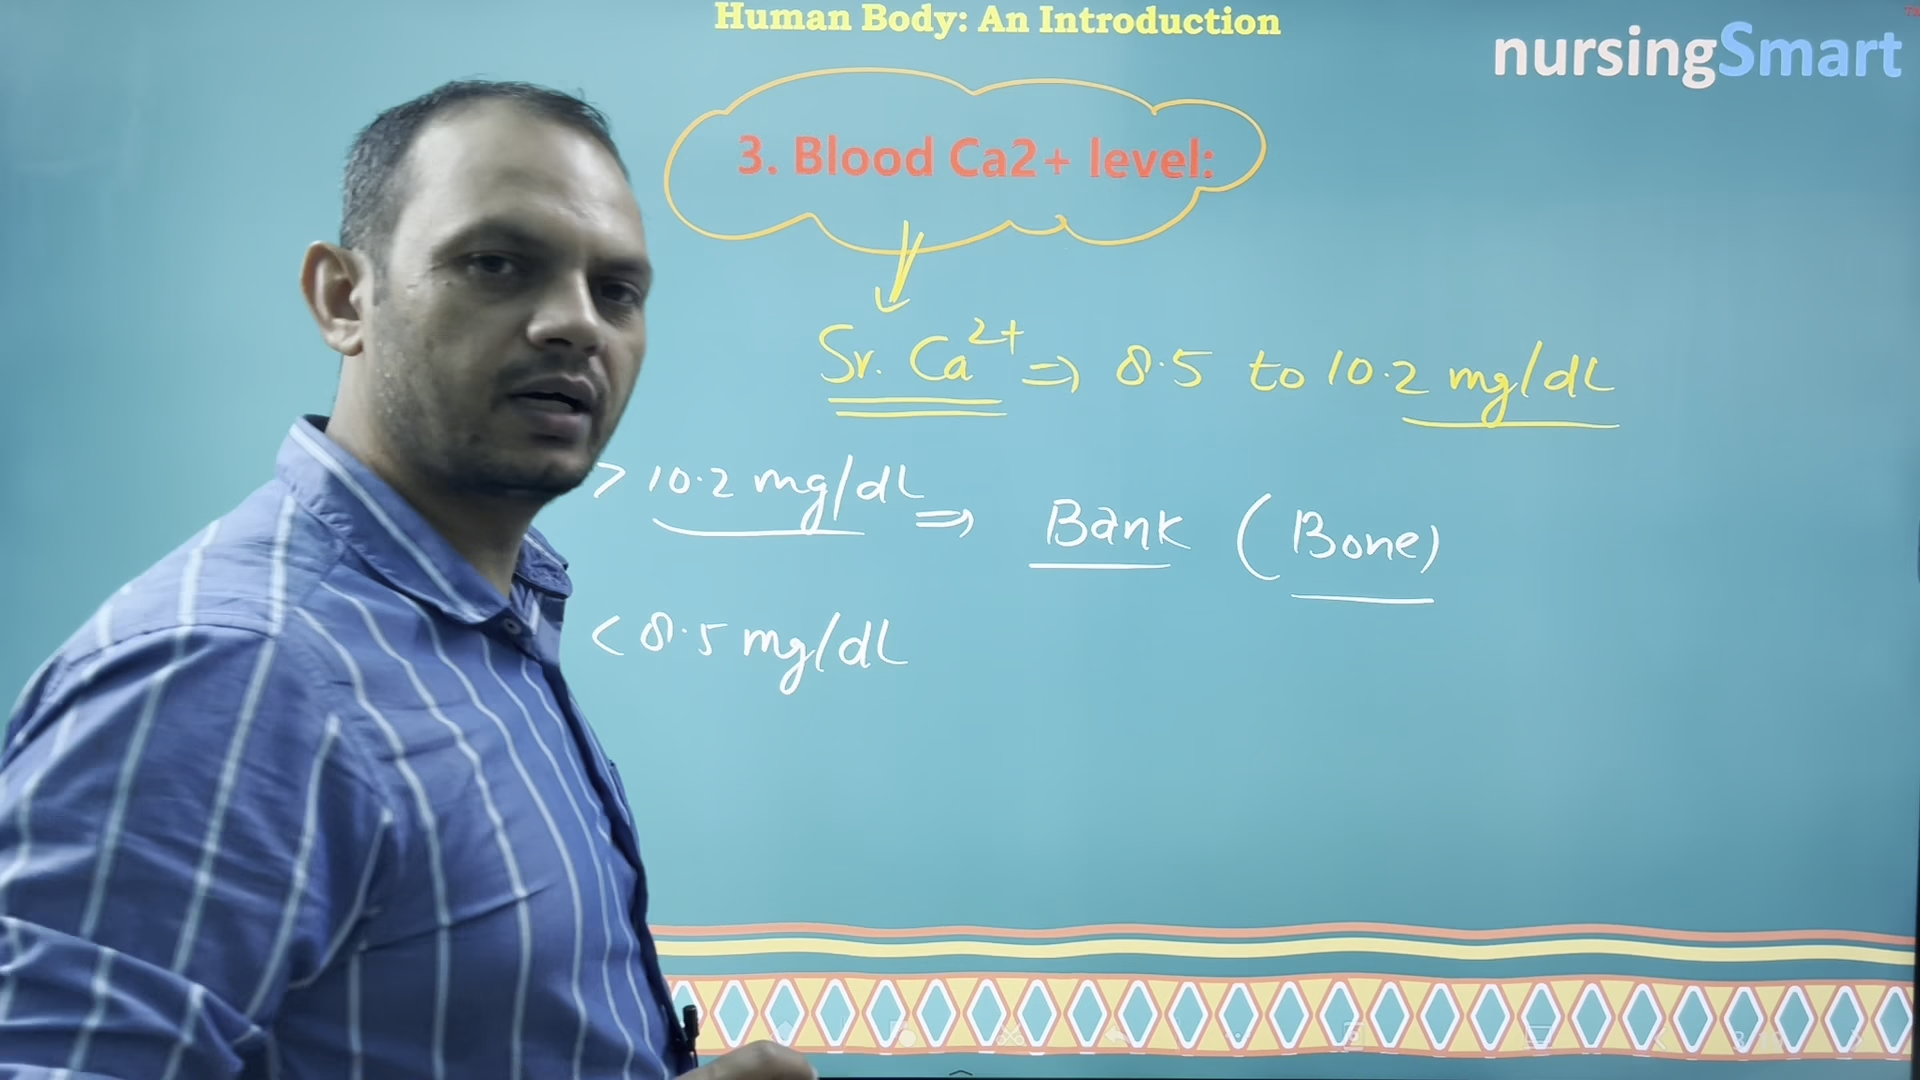 Human Body: An Introduction
nursingSmart
3. Blood Ca2+ level:
Sr. Ca²⁺ ⇒ 8.5 to 10.2 mg/dL
> 10.2 mg/dL ⇒ Bank (Bone)
< 8.5 mg/dL